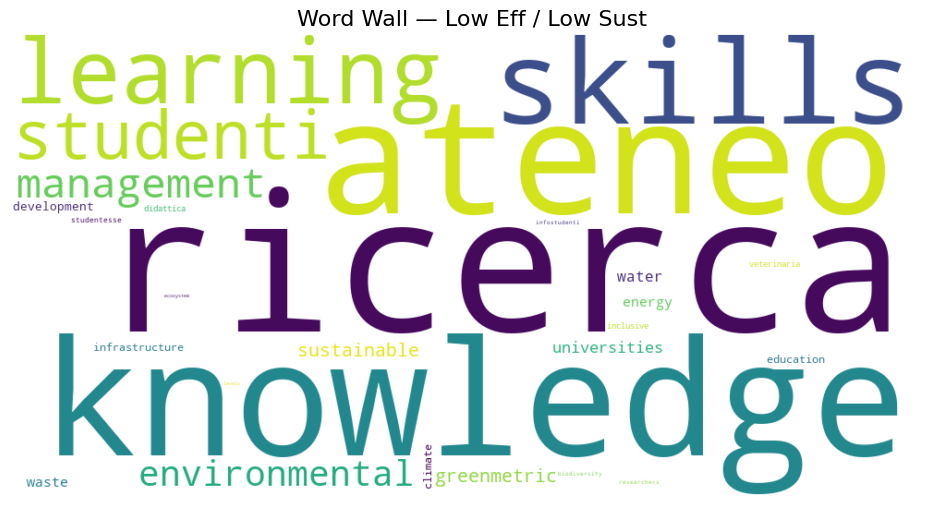 Word Wall — Low Eff / Low Sust
learning
skills
studenti
ateneo
management
development
didattica
studentesse
infostudenti
ricerca
water
veterinaria
ecosystem
energy
inclusive
infrastructure
sustainable
universities
education
knowledge
levels
environmental
climate
greenmetric
biodiversity
waste
researchers